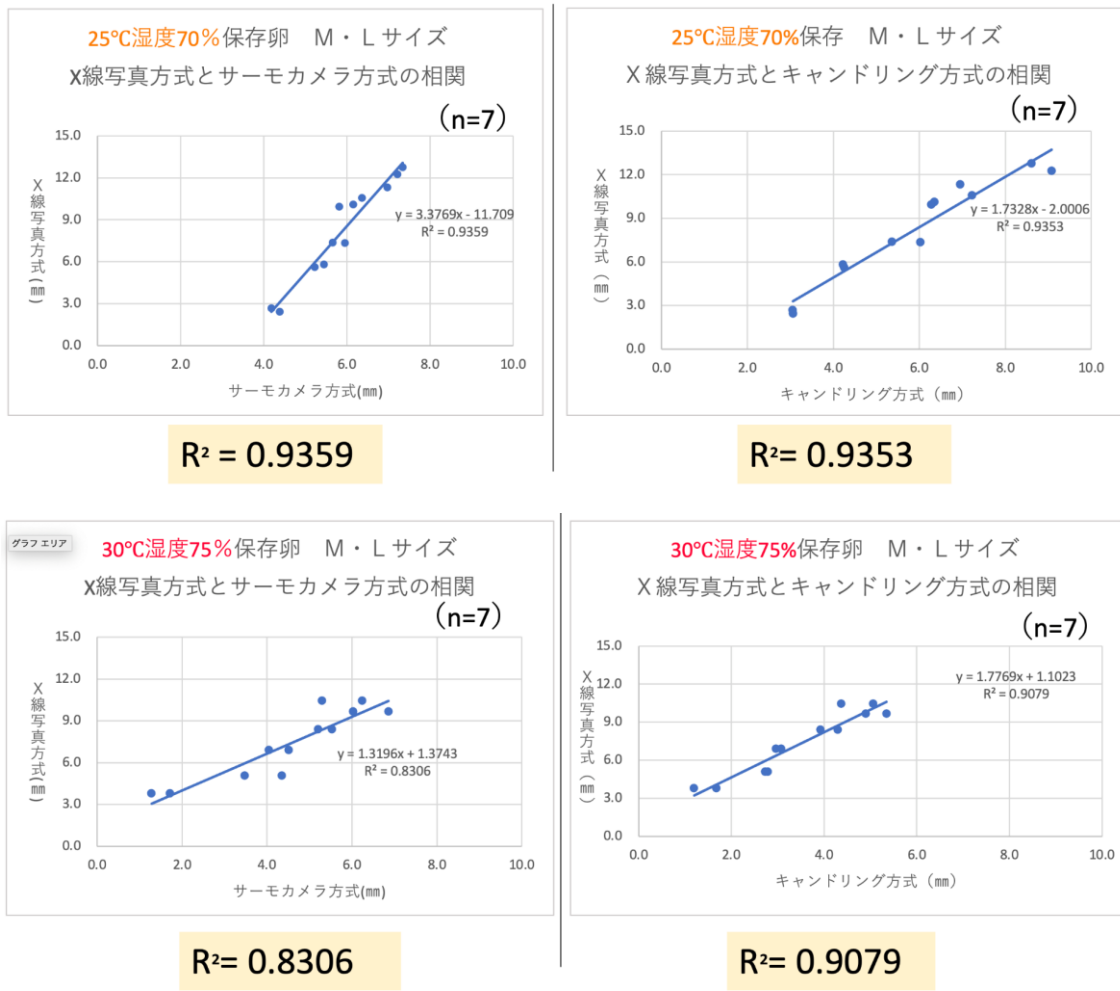 25℃湿度70％保存卵　M・Lサイズ
X線写真方式とサーモカメラ方式の相関
(n=7)
15.0
12.0
9.0
6.0
3.0
0.0
X線写真方式(㎜)
y = 3.3769x - 11.709
R² = 0.9359
0.0 2.0 4.0 6.0 8.0 10.0
サーモカメラ方式(㎜)
R² = 0.9359
25℃湿度70%保存　M・Lサイズ
X線写真方式とキャンドリング方式の相関
(n=7)
15.0
12.0
9.0
6.0
3.0
0.0
X線写真方式（㎜）
y = 1.7328x - 2.0006
R² = 0.9353
0.0 2.0 4.0 6.0 8.0 10.0
キャンドリング方式（㎜）
R²= 0.9353
グラフ エリア
30℃湿度75％保存卵　M・Lサイズ
X線写真方式とサーモカメラ方式の相関
(n=7)
15.0
12.0
9.0
6.0
3.0
0.0
X線写真方式(㎜)
y = 1.3196x + 1.3743
R² = 0.8306
0.0 2.0 4.0 6.0 8.0 10.0
サーモカメラ方式(㎜)
R²= 0.8306
30℃湿度75%保存卵　M・Lサイズ
X線写真方式とキャンドリング方式の相関
(n=7)
15.0
12.0
9.0
6.0
3.0
0.0
X線写真方式（㎜）
y = 1.7769x + 1.1023
R² = 0.9079
0.0 2.0 4.0 6.0 8.0 10.0
キャンドリング方式（㎜）
R²= 0.9079